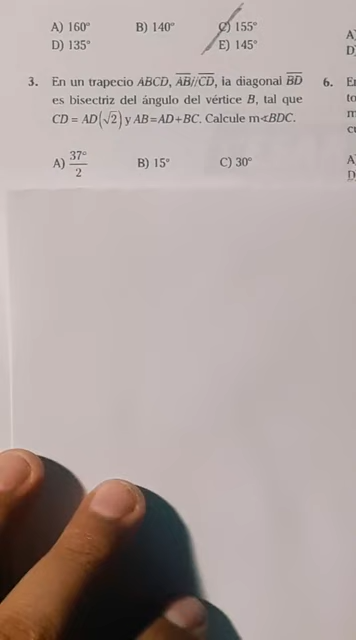 A) 160° B) 140° C) 155°
D) 135° E) 145°
3. En un trapecio ABCD, AB//CD, la diagonal BD
es bisectriz del ángulo del vértice B, tal que
CD = AD(√2) y AB=AD+BC. Calcule m∢BDC.
A) 37°/2 B) 15° C) 30°
6.
A)
D)
A
D